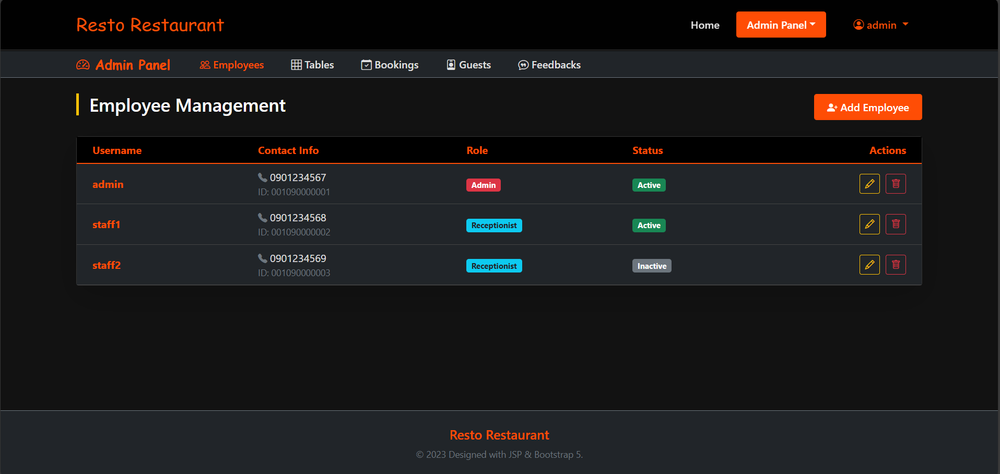 Resto Restaurant
Home
Admin Panel
admin
Admin Panel
Employees
Tables
Bookings
Guests
Feedbacks
Employee Management
Add Employee
Username Contact Info Role Status Actions
admin
0901234567
ID: 001090000001
Admin
Active
staff1
0901234568
ID: 001090000002
Receptionist
Active
staff2
0901234569
ID: 001090000003
Receptionist
Inactive
Resto Restaurant
© 2023 Designed with JSP & Bootstrap 5.